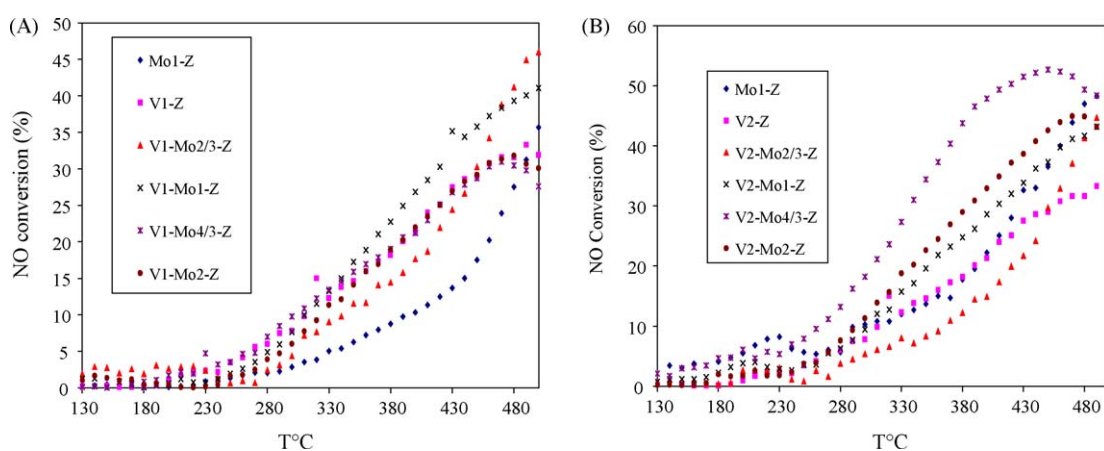 (A)
NO conversion (%)
50
45
40
35
30
25
20
15
10
5
0
Mo1-Z
V1-Z
V1-Mo2/3-Z
V1-Mo1-Z
V1-Mo4/3-Z
V1-Mo2-Z
130 180 230 280 330 380 430 480
T°C
(B)
NO Conversion (%)
60
50
40
30
20
10
0
Mo1-Z
V2-Z
V2-Mo2/3-Z
V2-Mo1-Z
V2-Mo4/3-Z
V2-Mo2-Z
130 180 230 280 330 380 430 480
T°C